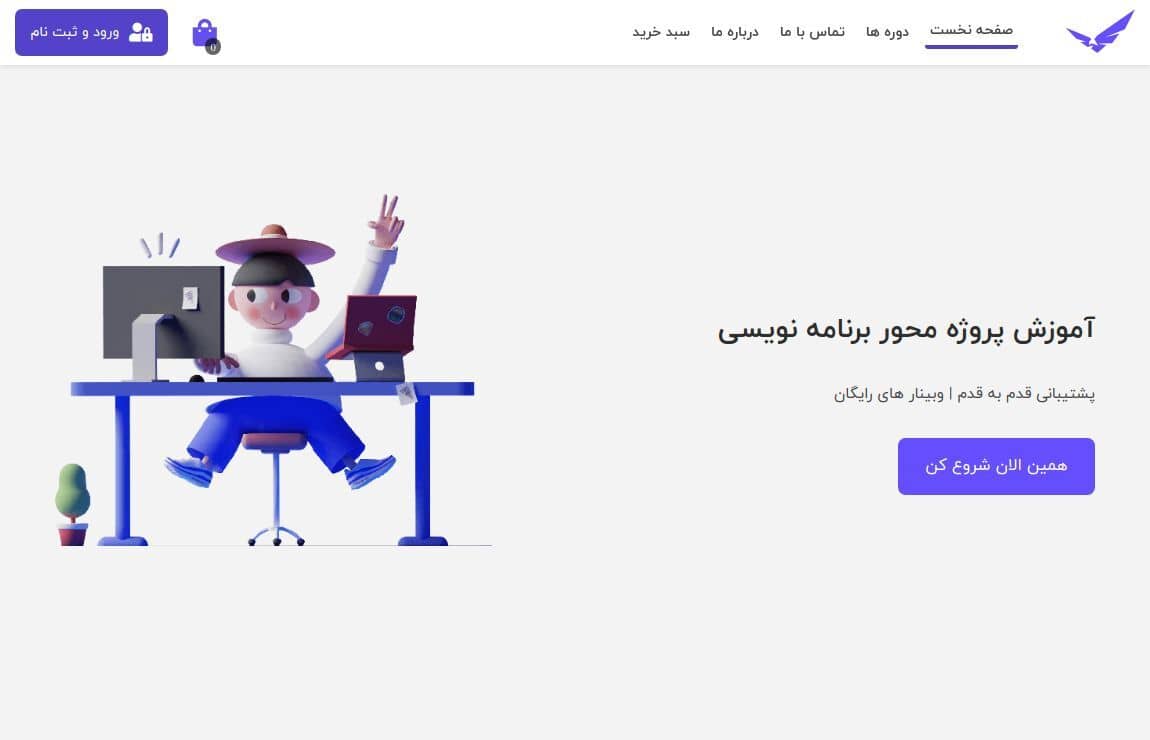 صفحه نخست
دوره ها
تماس با ما
درباره ما
سبد خرید
0
ورود و ثبت نام
آموزش پروژه محور برنامه نویسی
پشتیبانی قدم به قدم | وبینار های رایگان
همین الان شروع کن